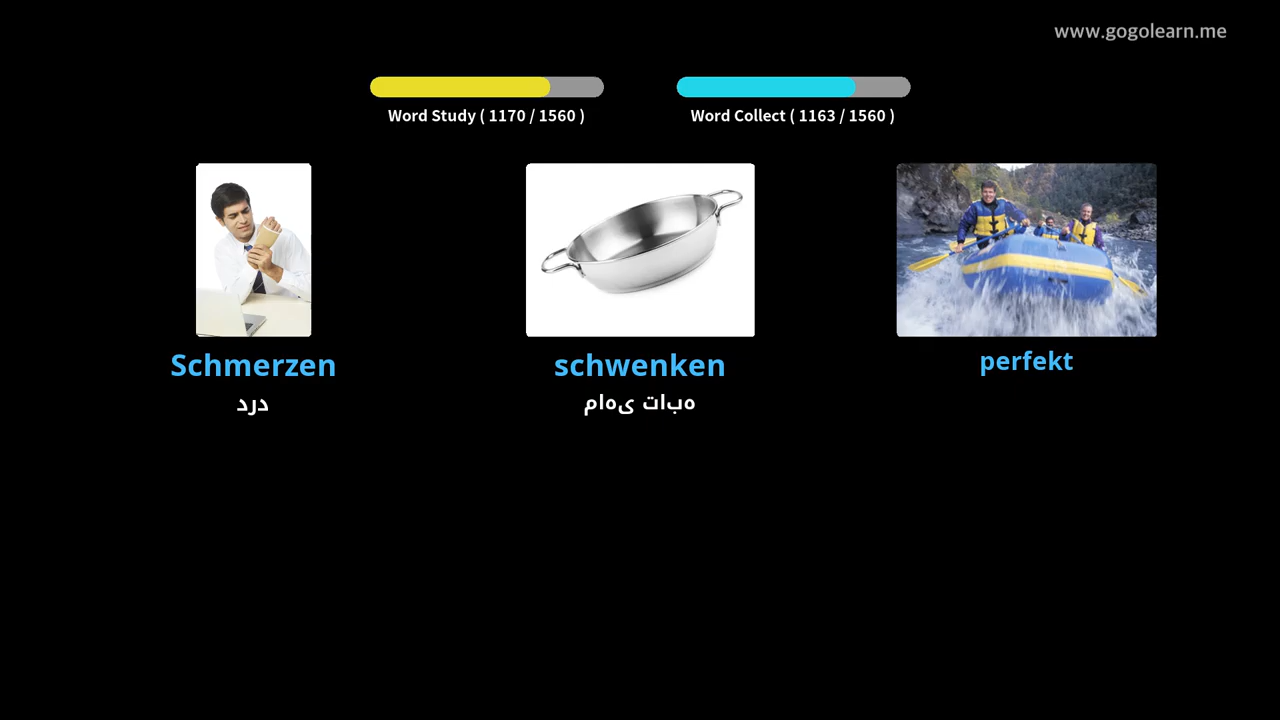 www.gogolearn.me
Word Study ( 1170 / 1560 )
Word Collect ( 1163 / 1560 )
Schmerzen
schwenken
perfekt
درد
ماهی تابه